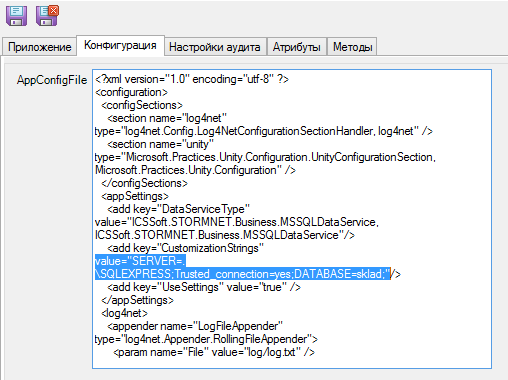 Приложение Конфигурация Настройки аудита Атрибуты Методы
AppConfigFile
<?xml version="1.0" encoding="utf-8" ?>
<configuration>
<configSections>
<section name="log4net"
type="log4net.Config.Log4NetConfigurationSectionHandler, log4net" />
<section name="unity"
type="Microsoft.Practices.Unity.Configuration.UnityConfigurationSection,
Microsoft.Practices.Unity.Configuration" />
</configSections>
<appSettings>
<add key="DataServiceType"
value="ICSSoft.STORMNET.Business.MSSQLDataService,
ICSSoft.STORMNET.Business.MSSQLDataService"/>
<add key="CustomizationStrings"
value="SERVER=.
\SQLEXPRESS;Trusted_connection=yes;DATABASE=sklad;"/>
<add key="UseSettings" value="true" />
</appSettings>
<log4net>
<appender name="LogFileAppender"
type="log4net.Appender.RollingFileAppender">
<param name="File" value="log/log.txt" />